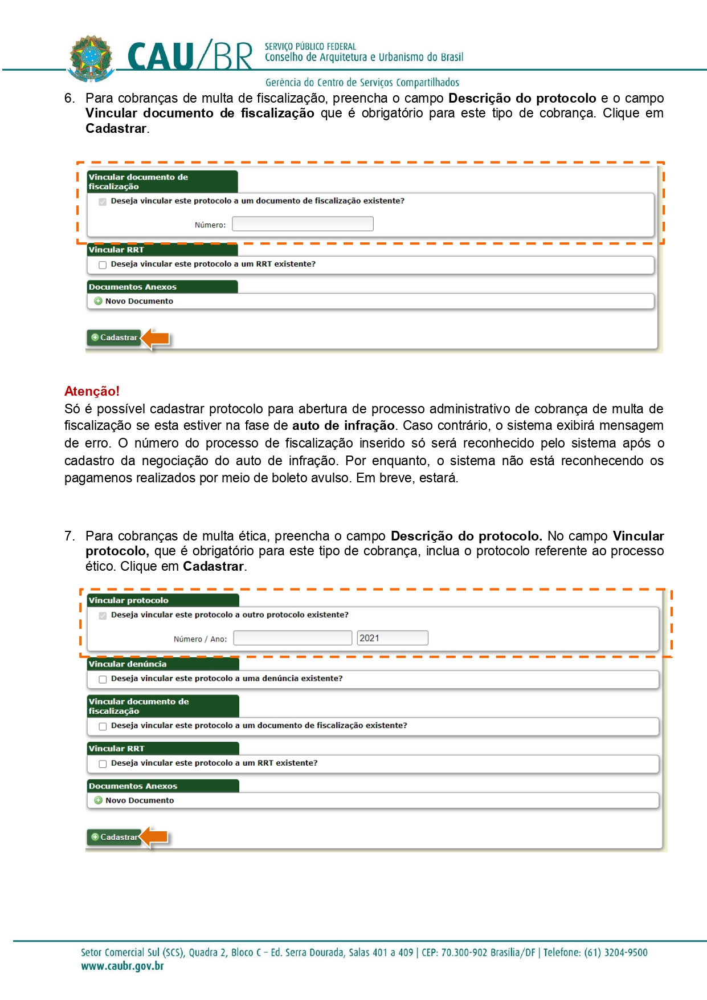 CAU/BR
SERVIÇO PÚBLICO FEDERAL
Conselho de Arquitetura e Urbanismo do Brasil
Gerência do Centro de Serviços Compartilhados
6. Para cobranças de multa de fiscalização, preencha o campo Descrição do protocolo e o campo
Vincular documento de fiscalização que é obrigatório para este tipo de cobrança. Clique em
Cadastrar.
Vincular documento de
fiscalização
Deseja vincular este protocolo a um documento de fiscalização existente?
Número:
Vincular RRT
Deseja vincular este protocolo a um RRT existente?
Documentos Anexos
Novo Documento
Cadastrar
Atenção!
Só é possível cadastrar protocolo para abertura de processo administrativo de cobrança de multa de
fiscalização se esta estiver na fase de auto de infração. Caso contrário, o sistema exibirá mensagem
de erro. O número do processo de fiscalização inserido só será reconhecido pelo sistema após o
cadastro da negociação do auto de infração. Por enquanto, o sistema não está reconhecendo os
pagamenos realizados por meio de boleto avulso. Em breve, estará.
7. Para cobranças de multa ética, preencha o campo Descrição do protocolo. No campo Vincular
protocolo, que é obrigatório para este tipo de cobrança, inclua o protocolo referente ao processo
ético. Clique em Cadastrar.
Vincular protocolo
Deseja vincular este protocolo a outro protocolo existente?
Número / Ano: 2021
Vincular denúncia
Deseja vincular este protocolo a uma denúncia existente?
Vincular documento de
fiscalização
Deseja vincular este protocolo a um documento de fiscalização existente?
Vincular RRT
Deseja vincular este protocolo a um RRT existente?
Documentos Anexos
Novo Documento
Cadastrar
Setor Comercial Sul (SCS), Quadra 2, Bloco C – Ed. Serra Dourada, Salas 401 a 409 | CEP: 70.300-902 Brasília/DF | Telefone: (61) 3204-9500
www.caubr.gov.br